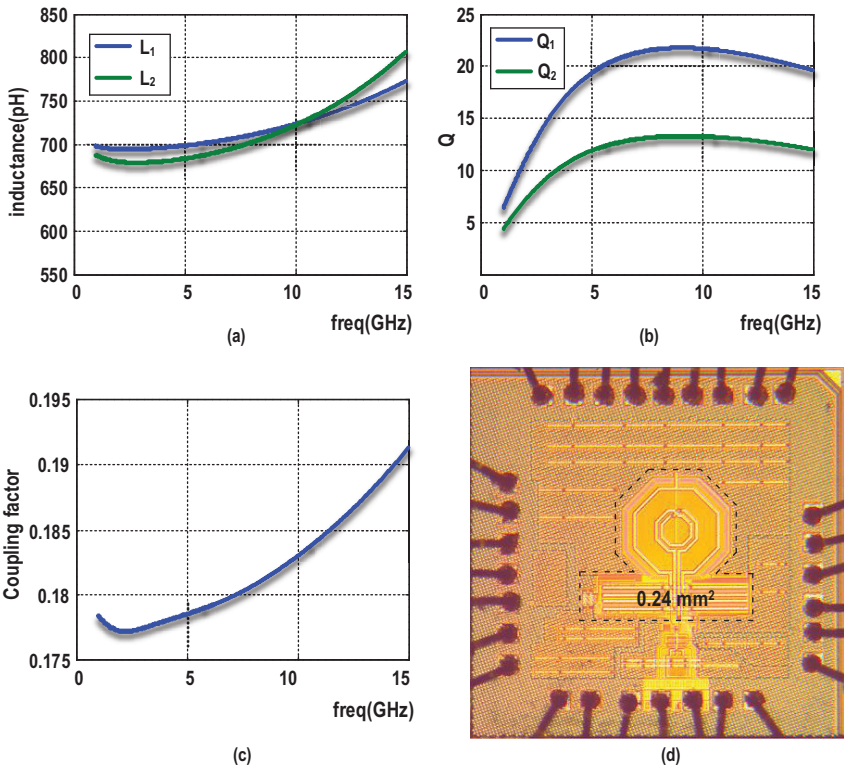 850
800
750
700
650
600
550
inductance(pH)
L1
L2
0
5
10
15
freq(GHz)
(a)
25
20
15
10
5
Q
Q1
Q2
0
5
10
15
freq(GHz)
(b)
0.195
0.19
0.185
0.18
0.175
Coupling factor
0
5
10
15
freq(GHz)
(c)
0.24 mm²
(d)